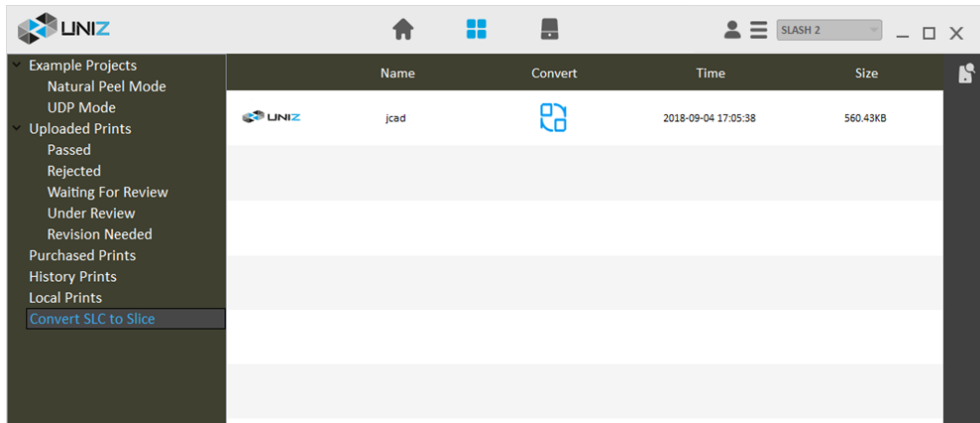 UNIZ
SLASH 2
Example Projects
Natural Peel Mode
UDP Mode
Uploaded Prints
Passed
Rejected
Waiting For Review
Under Review
Revision Needed
Purchased Prints
History Prints
Local Prints
Convert SLC to Slice
Name Convert Time Size
UNIZ jcad 2018-09-04 17:05:38 560.43KB